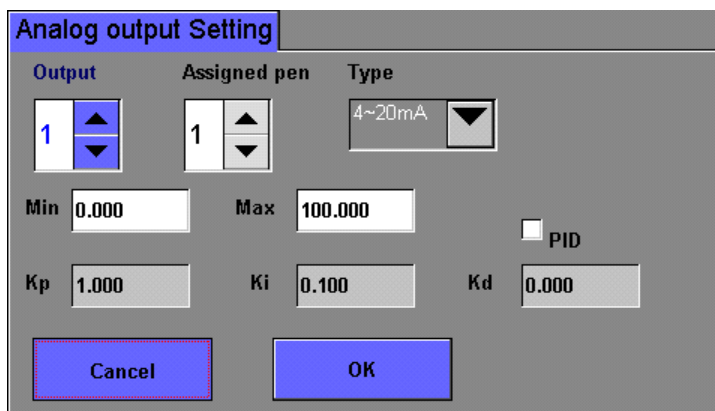 Analog output Setting
Output Assigned pen Type
1 1 4~20mA
Min 0.000 Max 100.000
PID
Kp 1.000 Ki 0.100 Kd 0.000
Cancel OK